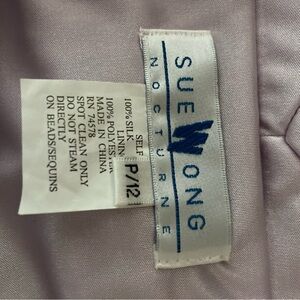 SUE WONG
NOCTURNE
P/12
SELF
100% SILK
LINING
100% POLYESTER
MADE IN CHINA
RN 74578
SPOT CLEAN ONLY
DO NOT STEAM
DIRECTLY
ON BEADS/SEQUINS